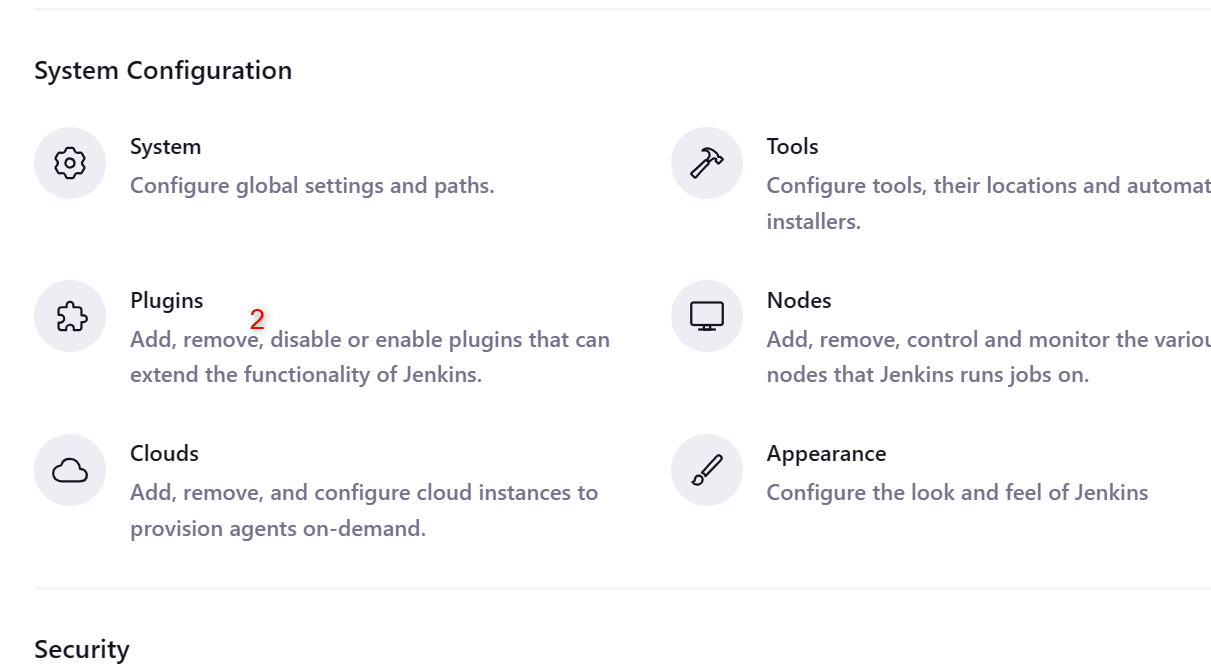 System Configuration
System
Configure global settings and paths.
Tools
Configure tools, their locations and automat
installers.
Plugins
2
Add, remove, disable or enable plugins that can
extend the functionality of Jenkins.
Nodes
Add, remove, control and monitor the variou
nodes that Jenkins runs jobs on.
Clouds
Add, remove, and configure cloud instances to
provision agents on-demand.
Appearance
Configure the look and feel of Jenkins
Security